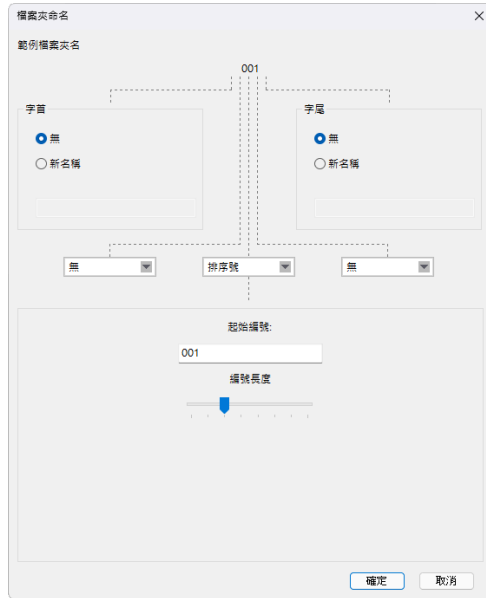 檔案夾命名
範例檔案夾名
001
字首
無
新名稱
字尾
無
新名稱
無
排序號
無
起始編號:
001
編號長度
確定
取消